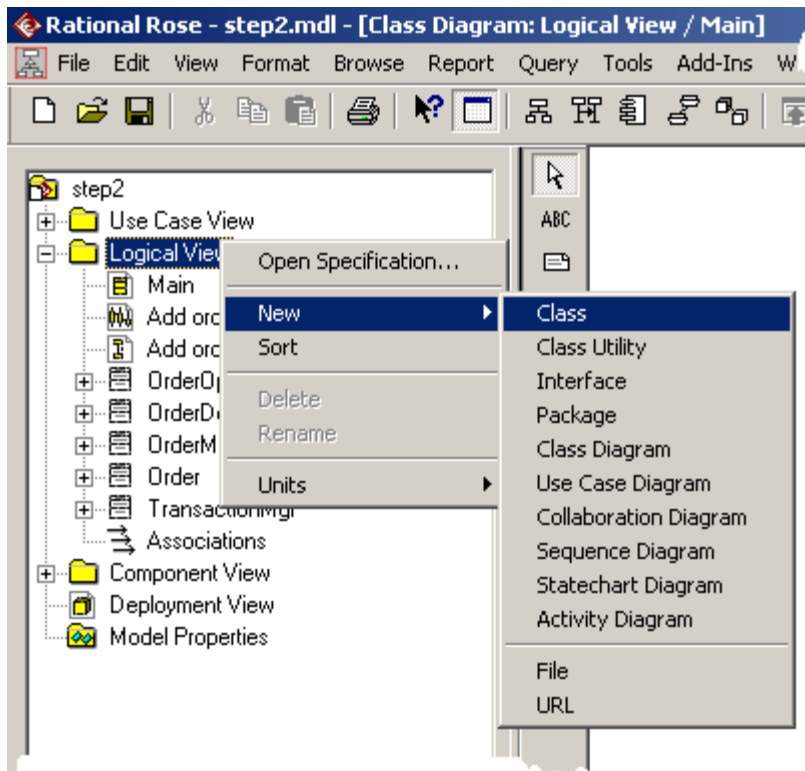 Rational Rose - step2.mdl - [Class Diagram: Logical View / Main]
File Edit View Format Browse Report Query Tools Add-Ins W
ABC
step2
Use Case View
Logical View
Main
Add ord
Add ord
OrderOp
OrderDe
OrderM
Order
TransactionMgr
Associations
Component View
Deployment View
Model Properties
Open Specification...
New
Sort
Delete
Rename
Units
Class
Class Utility
Interface
Package
Class Diagram
Use Case Diagram
Collaboration Diagram
Sequence Diagram
Statechart Diagram
Activity Diagram
File
URL